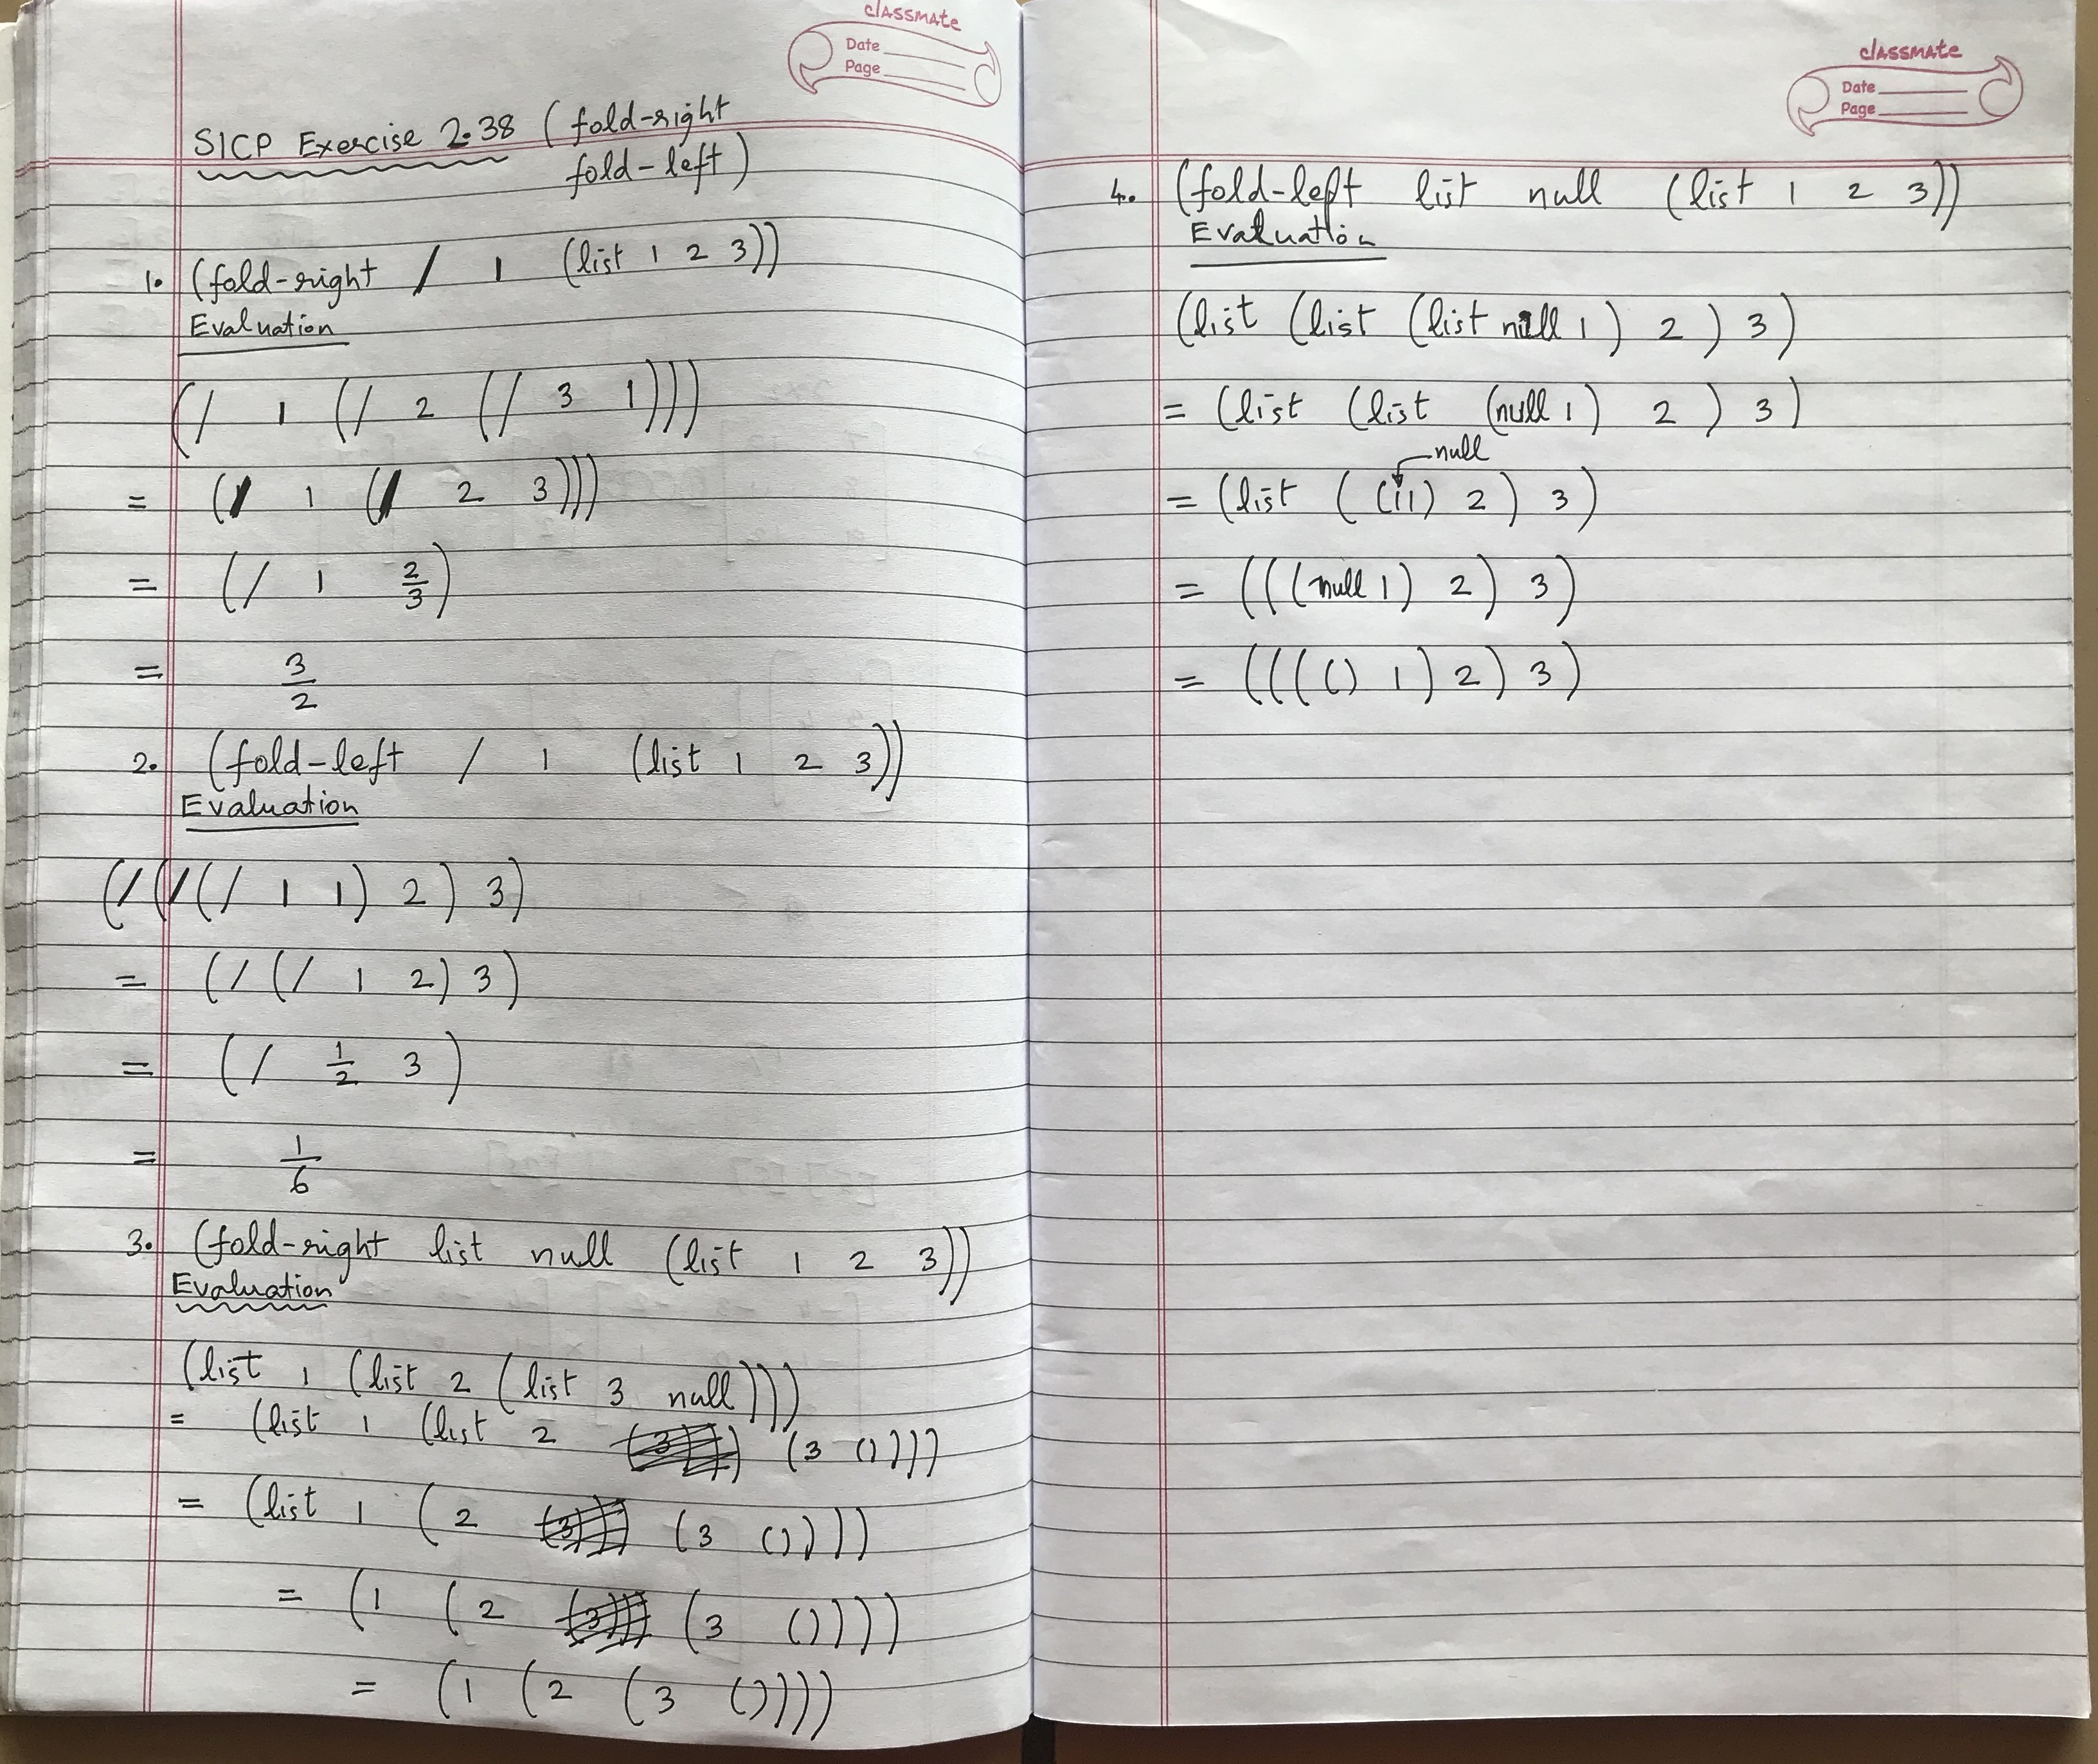 classmate
Date
Page
SICP Exercise 2.38 (fold-right
fold-left)
1. (fold-right / 1 (list 1 2 3))
Evaluation
(/ 1 (/ 2 (/ 3 1)))
= (/ 1 (/ 2 3)))
= (/ 1 2/3)
= 3/2
2. (fold-left / 1 (list 1 2 3))
Evaluation
(/(/(/ 1 1) 2) 3)
= (/(/ 1 2) 3)
= (/ 1/2 3)
= 1/6
3. (fold-right list null (list 1 2 3))
Evaluation
(list 1 (list 2 (list 3 null)))
= (list 1 (list 2 (3 ())))
= (list 1 (2 (3 ())))
= (1 (2 (3 ())))
= (1 (2 (3 ())))
classmate
Date
Page
4. (fold-left list null (list 1 2 3))
Evaluation
(list (list (list null 1) 2) 3)
= (list (list (null 1) 2) 3)
null
= (list ( ( 1) 2) 3)
= (((null 1) 2) 3)
= (((() 1) 2) 3)